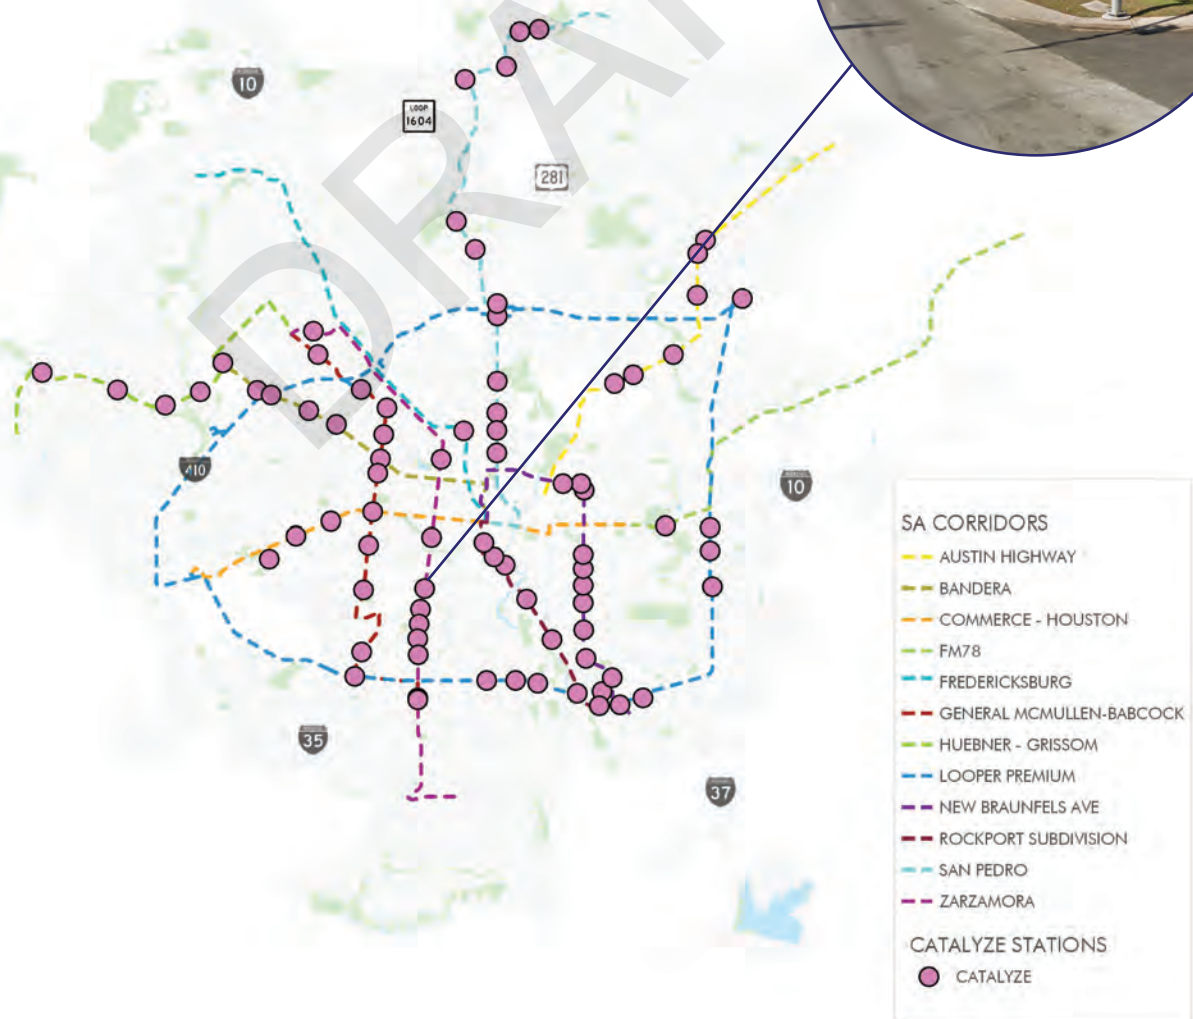 DRA
10
LOOP
1604
281
410
10
35
37
SA CORRIDORS
AUSTIN HIGHWAY
BANDERA
COMMERCE - HOUSTON
FM78
FREDERICKSBURG
GENERAL MCMULLEN-BABCOCK
HUEBNER - GRISSOM
LOOPER PREMIUM
NEW BRAUNFELS AVE
ROCKPORT SUBDIVISION
SAN PEDRO
ZARZAMORA
CATALYZE STATIONS
CATALYZE